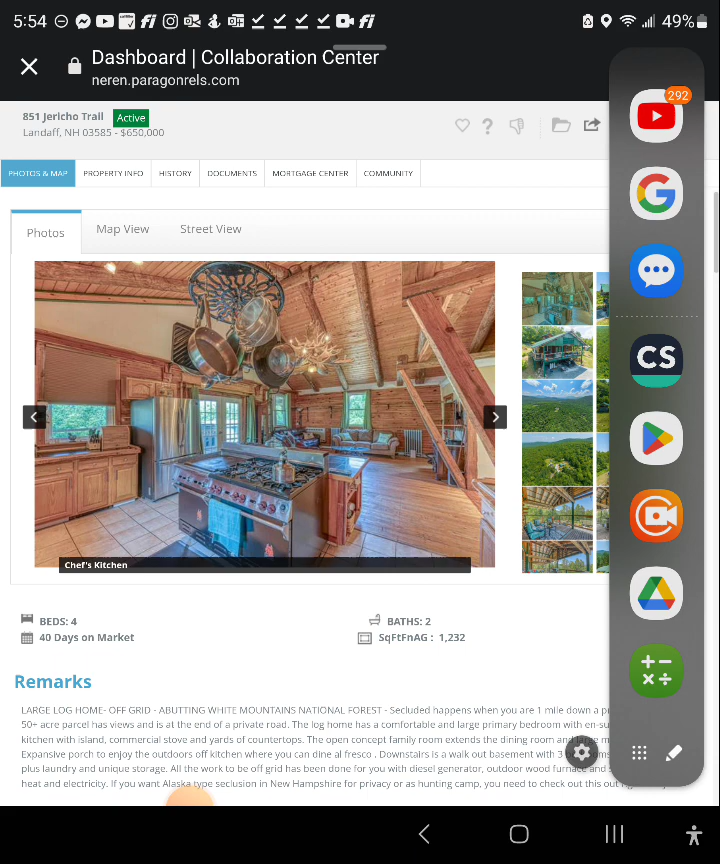 5:54
49%
Dashboard | Collaboration Center
neren.paragonrels.com
292
851 Jericho Trail Active
Landaff, NH 03585 - $650,000
PHOTOS & MAP PROPERTY INFO HISTORY DOCUMENTS MORTGAGE CENTER COMMUNITY
Photos Map View Street View
CS
Chef's Kitchen
BEDS: 4 BATHS: 2
40 Days on Market SqFtFnAG : 1,232
Remarks
LARGE LOG HOME- OFF GRID - ABUTTING WHITE MOUNTAINS NATIONAL FOREST - Secluded happens when you are 1 mile down a
50+ acre parcel has views and is at the end of a private road. The log home has a comfortable and large primary bedroom with
kitchen with island, commercial stove and yards of countertops. The open concept family room extends the dining room and
Expansive porch to enjoy the outdoors off kitchen where you can dine al fresco . Downstairs is a walk out basement with 3
plus laundry and unique storage. All the work to be off grid has been done for you with diesel generator, outdoor wood furnace and
heat and electricity. If you want Alaska type seclusion in New Hampshire for privacy or as hunting camp, you need to check out this out